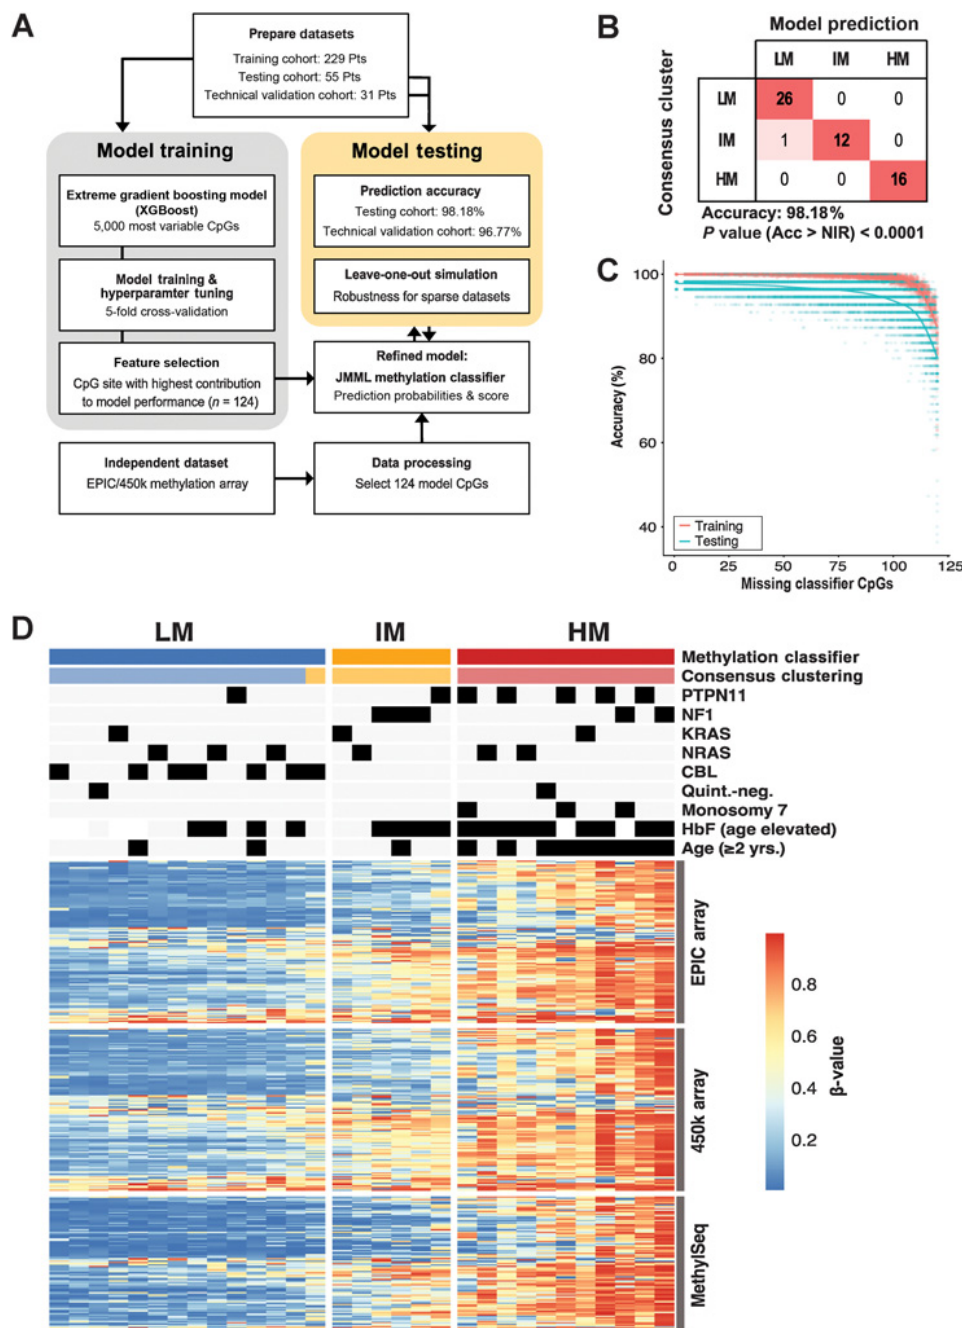 A
Prepare datasets
Training cohort: 229 Pts
Testing cohort: 55 Pts
Technical validation cohort: 31 Pts
Model training
Extreme gradient boosting model
(XGBoost)
5,000 most variable CpGs
Model training &
hyperparamter tuning
5-fold cross-validation
Feature selection
CpG site with highest contribution
to model performance (n = 124)
Model testing
Prediction accuracy
Testing cohort: 98.18%
Technical validation cohort: 96.77%
Leave-one-out simulation
Robustness for sparse datasets
Refined model:
JMML methylation classifier
Prediction probabilities & score
Independent dataset
EPIC/450k methylation array
Data processing
Select 124 model CpGs
B
Model prediction
LM IM HM
Consensus cluster
LM 26 0 0
IM 1 12 0
HM 0 0 16
Accuracy: 98.18%
P value (Acc > NIR) < 0.0001
C
Accuracy (%)
100
80
60
40
Training
Testing
0 25 50 75 100 125
Missing classifier CpGs
D
LM IM HM
Methylation classifier
Consensus clustering
PTPN11
NF1
KRAS
NRAS
CBL
Quint.-neg.
Monosomy 7
HbF (age elevated)
Age (≥2 yrs.)
EPIC array
450k array
MethylSeq
0.8
0.6
0.4
0.2
β-value